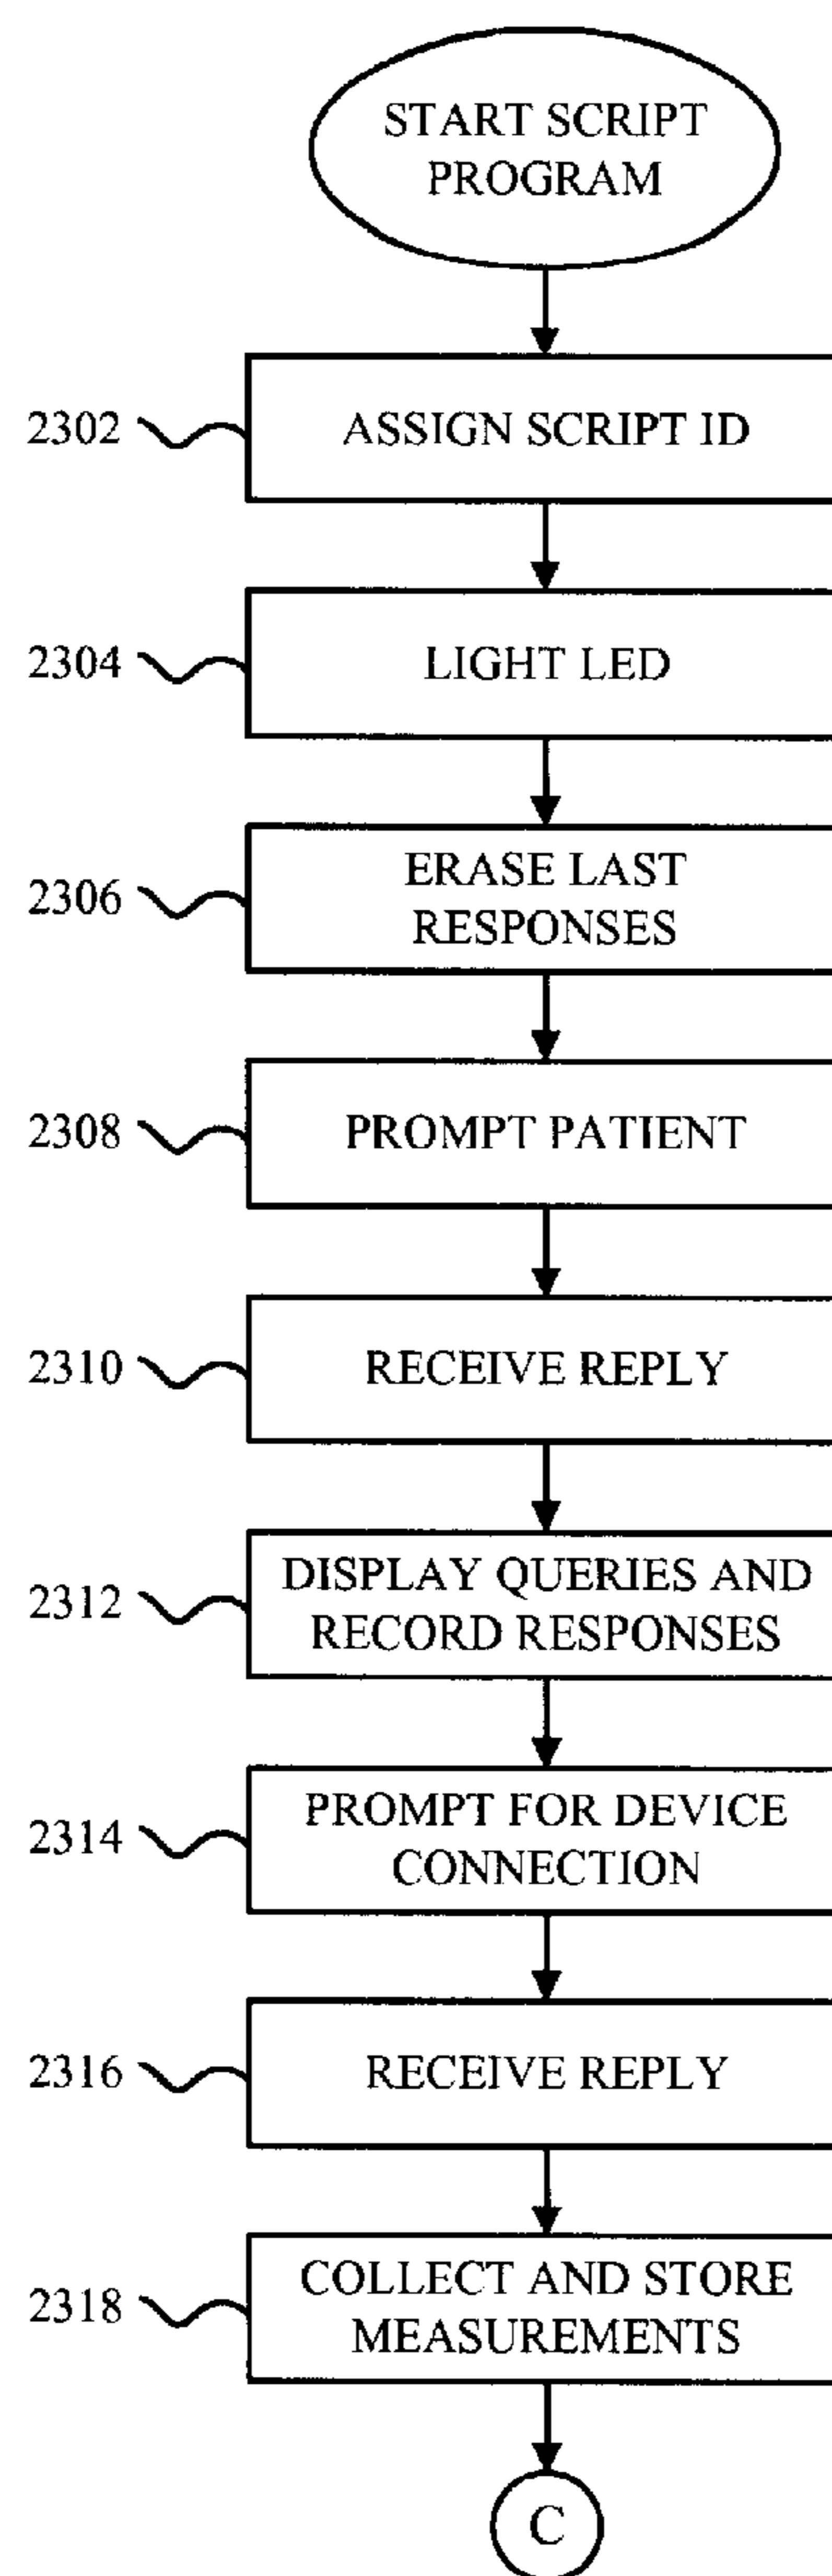 START SCRIPT
PROGRAM
2302
ASSIGN SCRIPT ID
2304
LIGHT LED
2306
ERASE LAST
RESPONSES
2308
PROMPT PATIENT
2310
RECEIVE REPLY
2312
DISPLAY QUERIES AND
RECORD RESPONSES
2314
PROMPT FOR DEVICE
CONNECTION
2316
RECEIVE REPLY
2318
COLLECT AND STORE
MEASUREMENTS
C